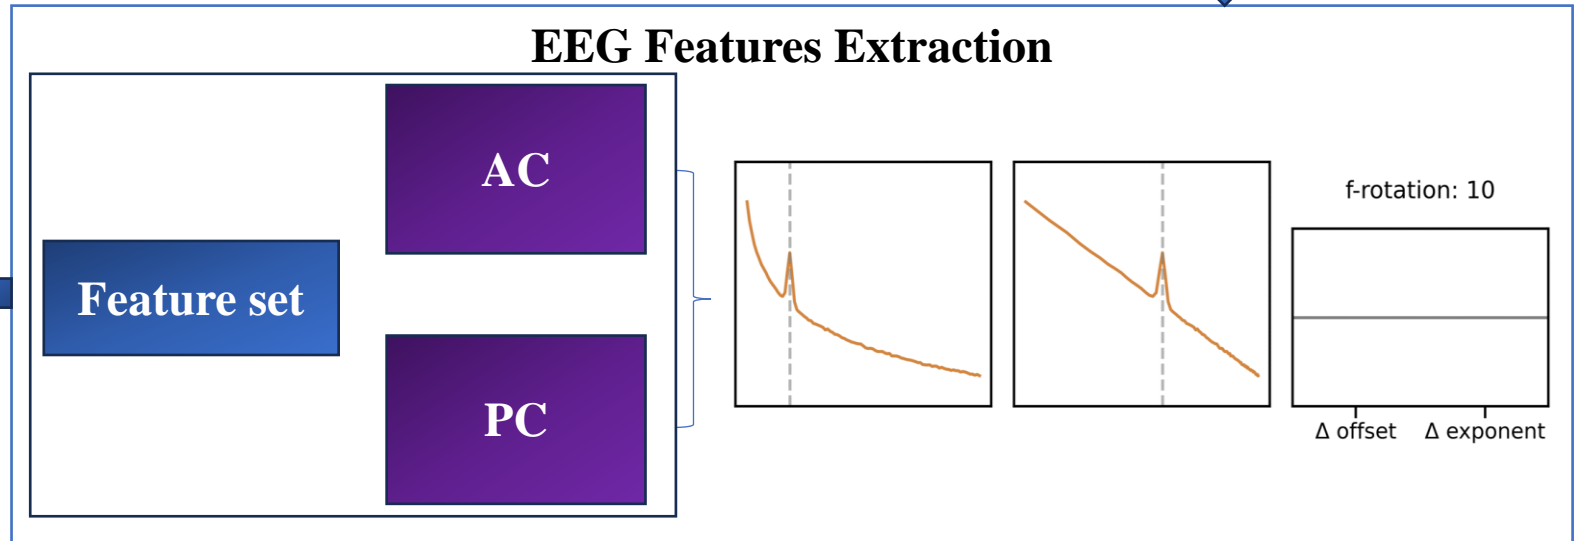 EEG Features Extraction
AC
Feature set
PC
f-rotation: 10
Δ offset
Δ exponent